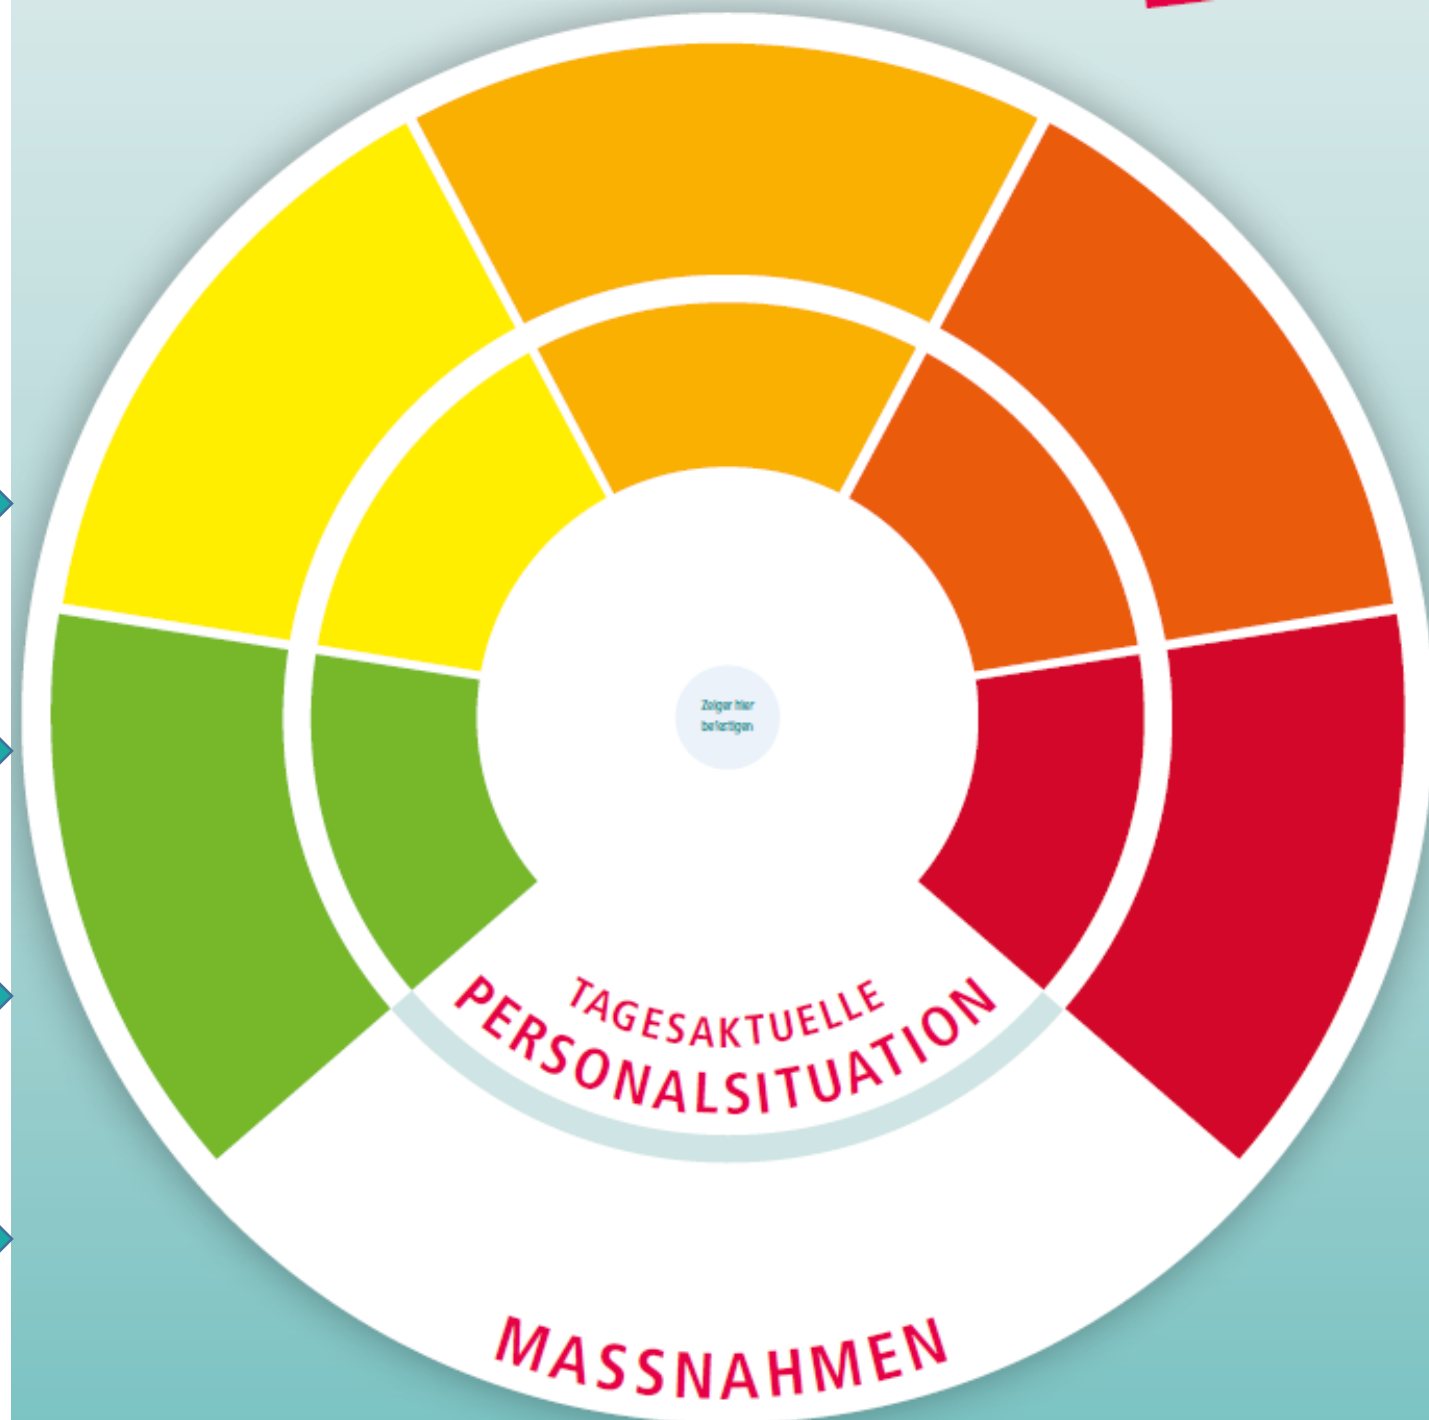 Zeiger hier
befestigen
TAGESAKTUELLE
PERSONALSITUATION
MASSNAHMEN